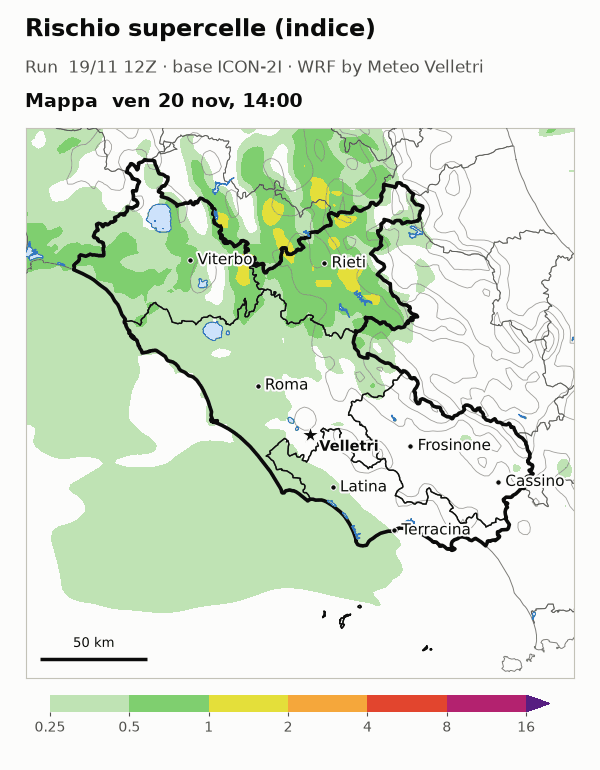 Rischio supercelle (indice)
Run 19/11 12Z · base ICON-2I · WRF by Meteo Velletri
Mappa ven 20 nov, 14:00
Viterbo
Rieti
Roma
Velletri
Frosinone
Latina
Cassino
Terracina
50 km
0.25 0.5 1 2 4 8 16